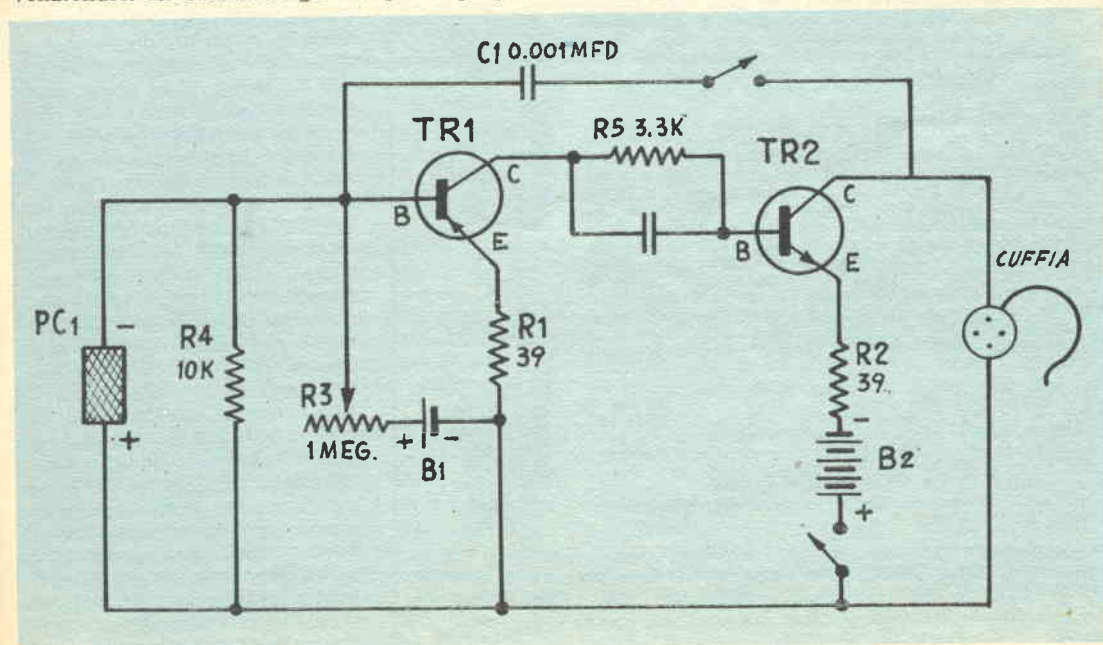 C1 0.001MFD
TR1
R5 3.3K
TR2
C
B
E
C
B
E
CUFFIA
PC1
-
+
R4
10K
R1
39
R2
39.
R3
1MEG.
+ -
B1
-
B2
+